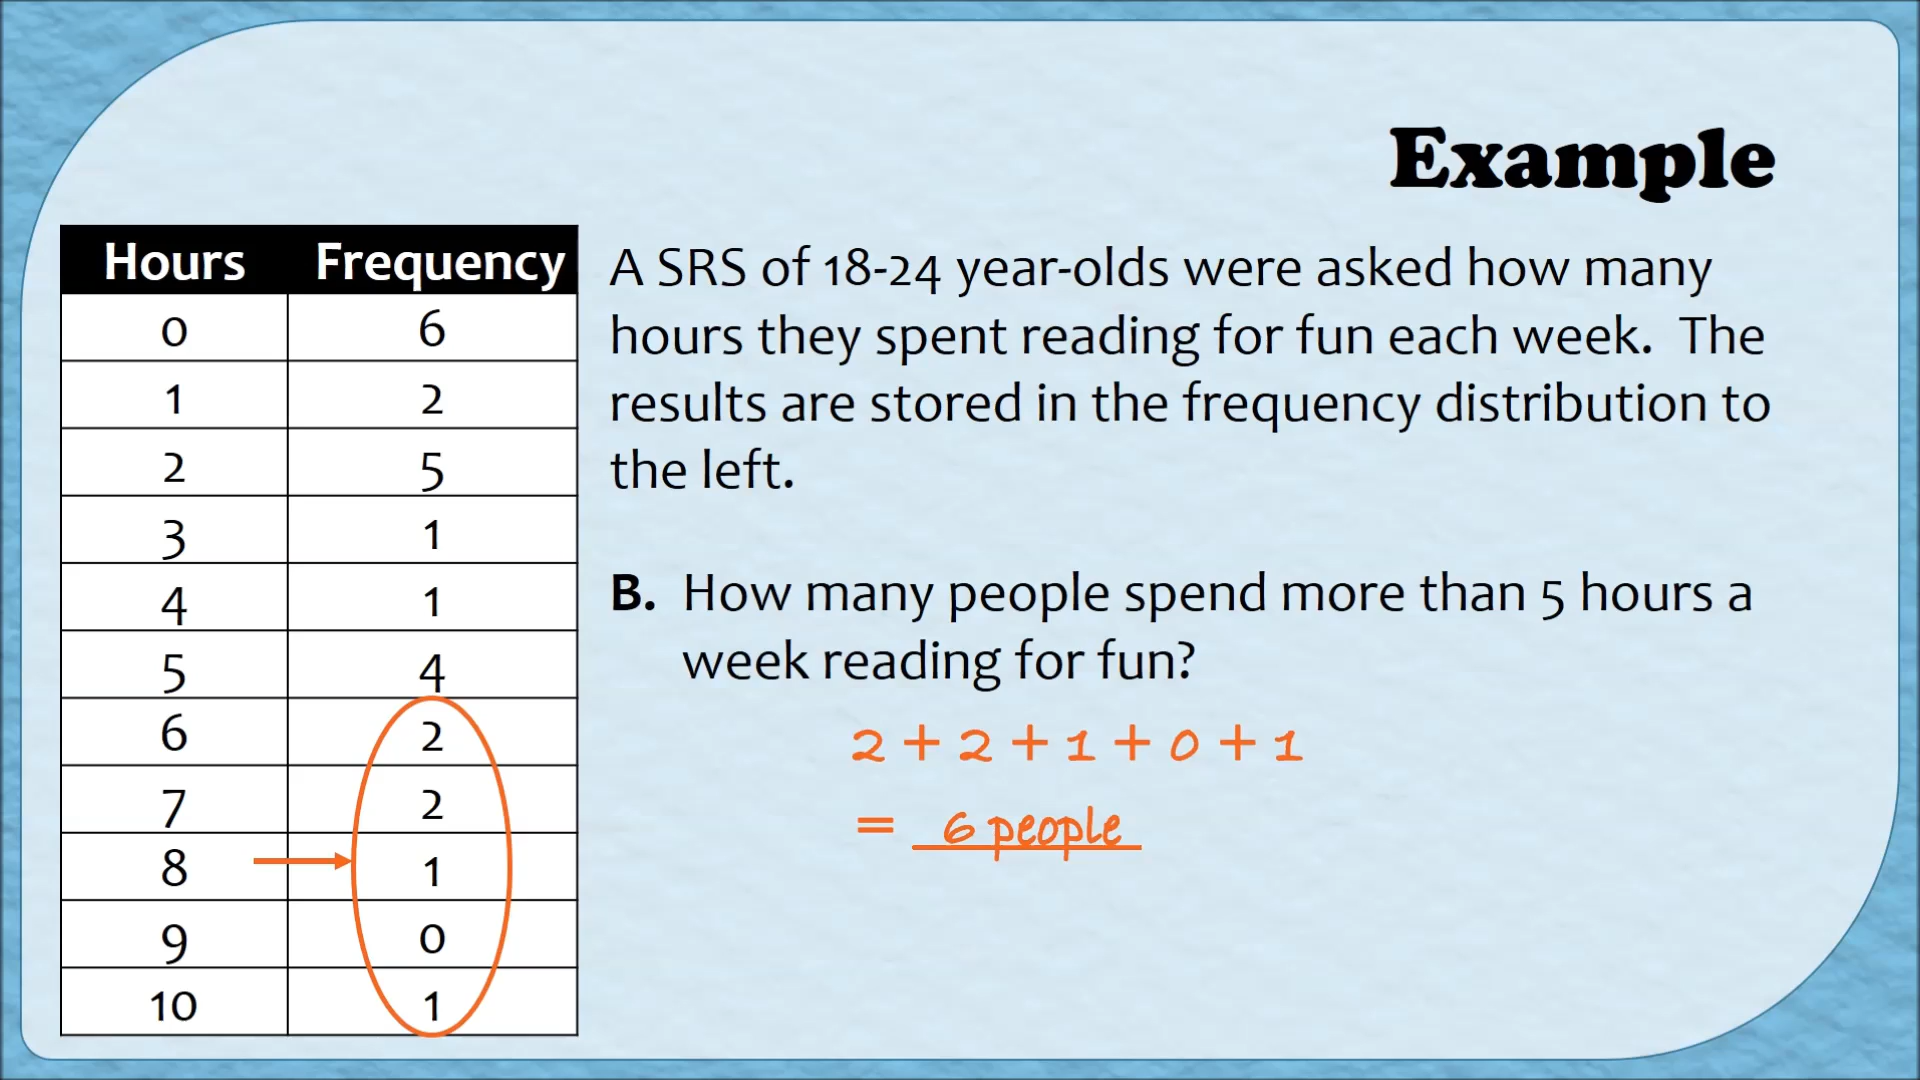 Example
Hours Frequency
0 6
1 2
2 5
3 1
4 1
5 4
6 2
7 2
8 1
9 0
10 1
A SRS of 18-24 year-olds were asked how many
hours they spent reading for fun each week. The
results are stored in the frequency distribution to
the left.
B. How many people spend more than 5 hours a
week reading for fun?
2 + 2 + 1 + 0 + 1
= 6 people